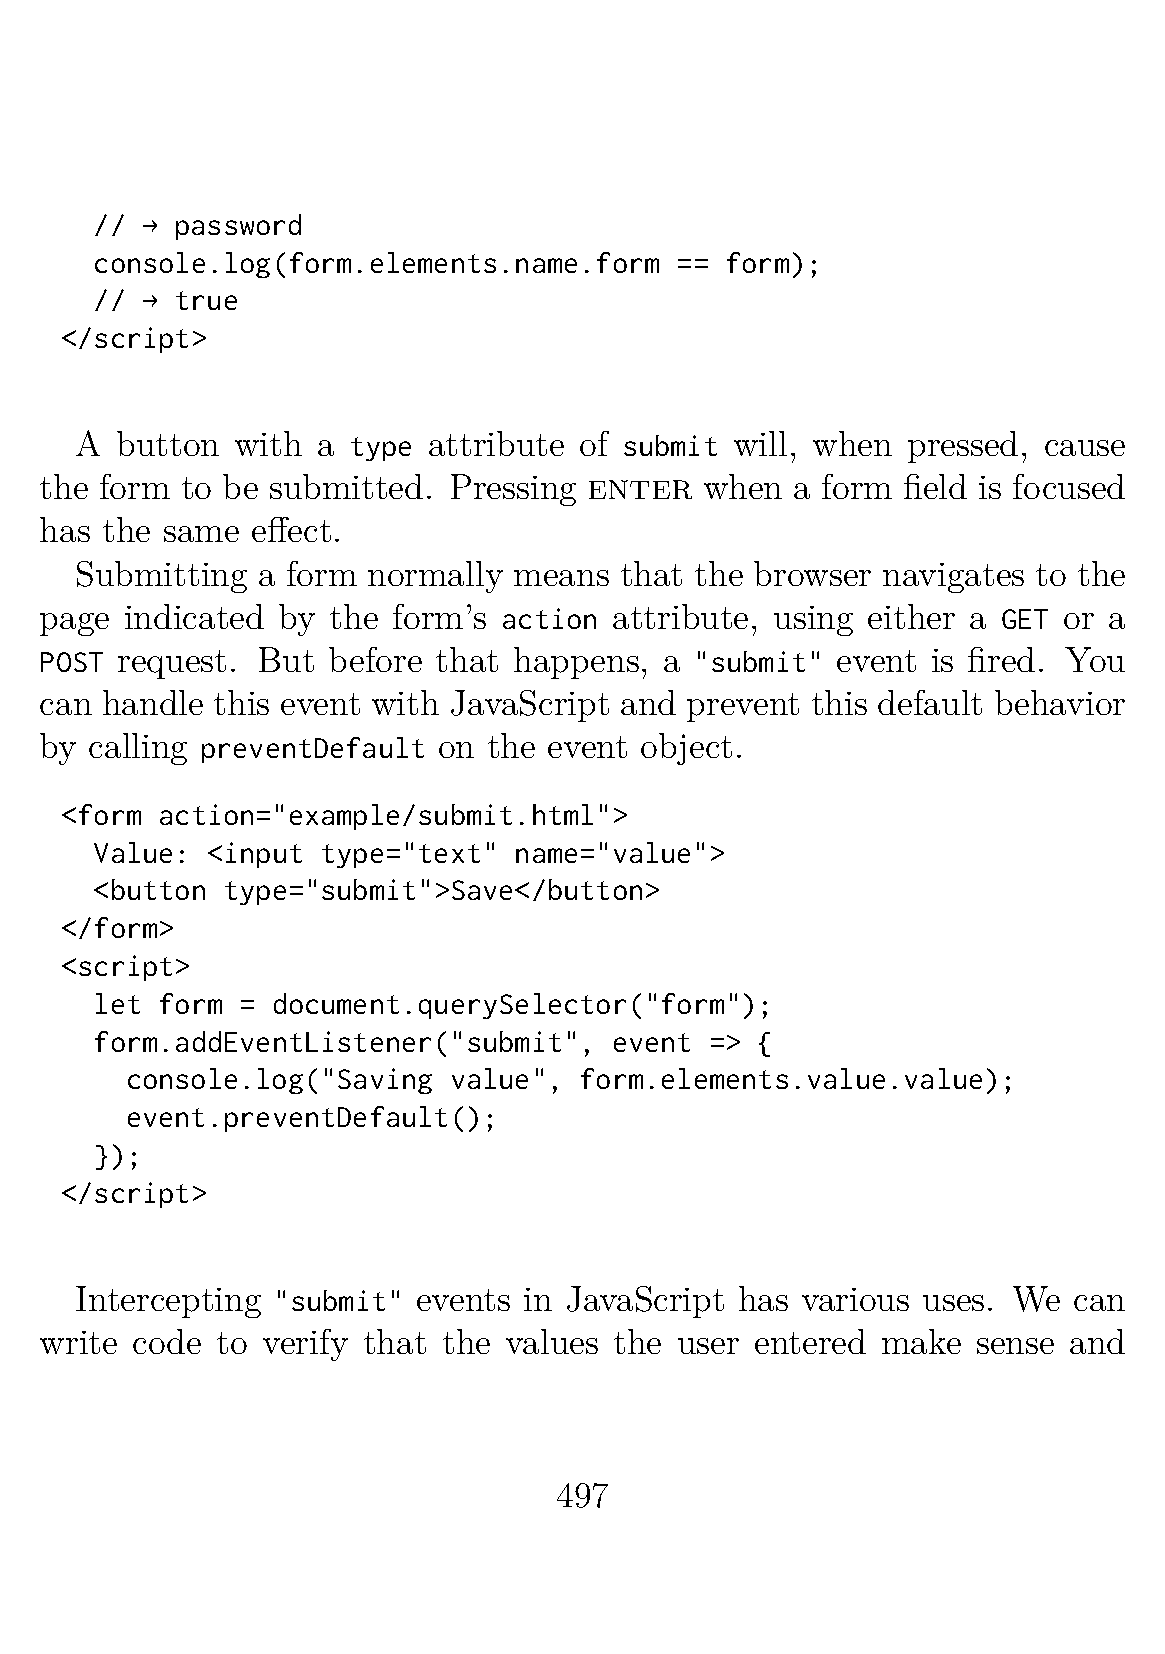 // → password
  console.log(form.elements.name.form == form);
  // → true
</script>
A button with a type attribute of submit will, when pressed, cause
the form to be submitted. Pressing ENTER when a form field is focused
has the same effect.
Submitting a form normally means that the browser navigates to the
page indicated by the form’s action attribute, using either a GET or a
POST request. But before that happens, a "submit" event is fired. You
can handle this event with JavaScript and prevent this default behavior
by calling preventDefault on the event object.
<form action="example/submit.html">
  Value: <input type="text" name="value">
  <button type="submit">Save</button>
</form>
<script>
  let form = document.querySelector("form");
  form.addEventListener("submit", event => {
    console.log("Saving value", form.elements.value.value);
    event.preventDefault();
  });
</script>
Intercepting "submit" events in JavaScript has various uses. We can
write code to verify that the values the user entered make sense and
497